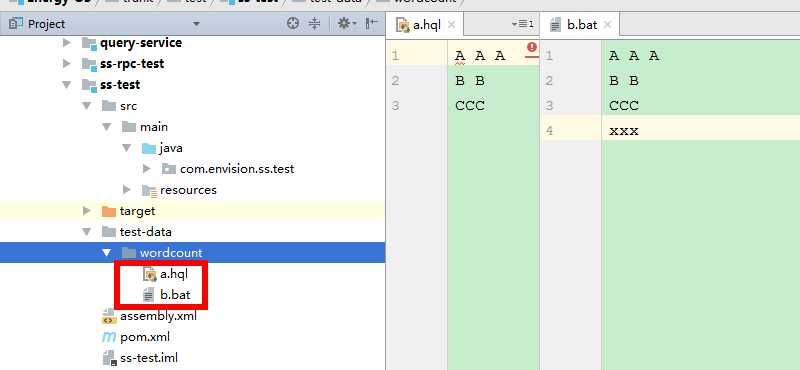 Energy-OS trunk test ss-test test-data wordcount
Project
query-service
ss-rpc-test
ss-test
src
main
java
com.envision.ss.test
resources
target
test-data
wordcount
a.hql
b.bat
assembly.xml
pom.xml
ss-test.iml
a.hql
1
1 A A A
2 B B
3 CCC
b.bat
1 A A A
2 B B
3 CCC
4 xxx